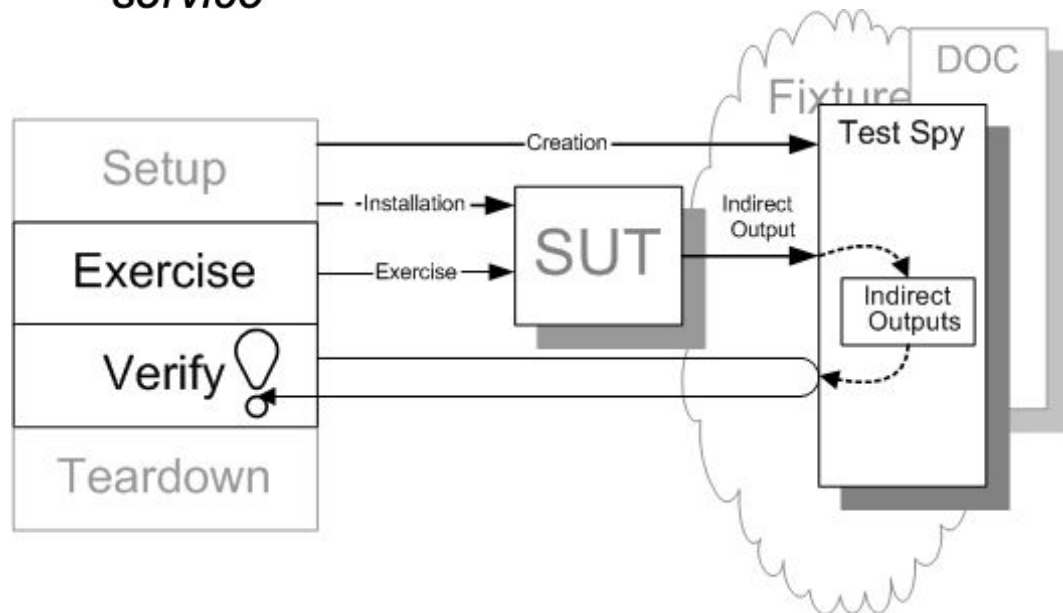 DOC
Fixture
Test Spy
Setup
Creation
Installation
Indirect
Output
SUT
Exercise
Exercise
Indirect
Outputs
Verify
Teardown